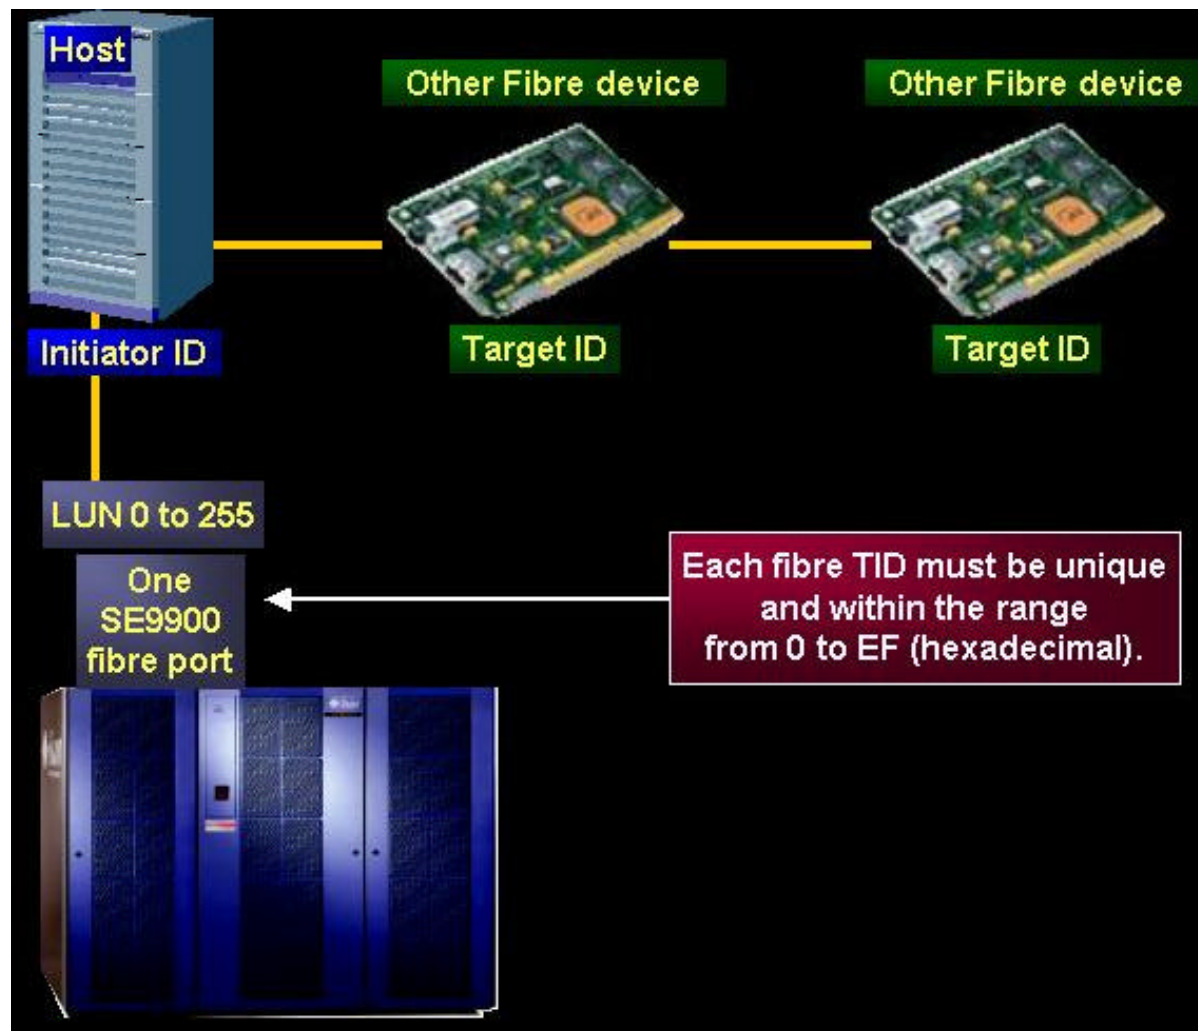 Host
Other Fibre device
Other Fibre device
Initiator ID
Target ID
Target ID
LUN 0 to 255
One
SE9900
fibre port
Each fibre TID must be unique
and within the range
from 0 to EF (hexadecimal).